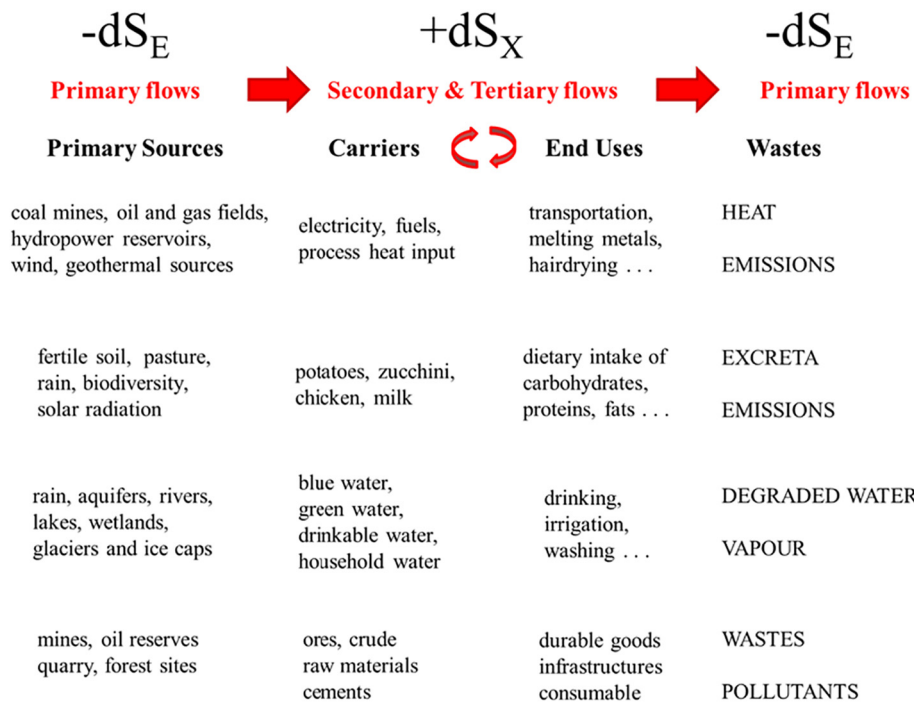 -dSE +dSX -dSE
Primary flows Secondary & Tertiary flows Primary flows
Primary Sources Carriers End Uses Wastes
coal mines, oil and gas fields,
hydropower reservoirs,
wind, geothermal sources
electricity, fuels,
process heat input
transportation,
melting metals,
hairdrying . . .
HEAT
EMISSIONS
fertile soil, pasture,
rain, biodiversity,
solar radiation
potatoes, zucchini,
chicken, milk
dietary intake of
carbohydrates,
proteins, fats . . .
EXCRETA
EMISSIONS
rain, aquifers, rivers,
lakes, wetlands,
glaciers and ice caps
blue water,
green water,
drinkable water,
household water
drinking,
irrigation,
washing . . .
DEGRADED WATER
VAPOUR
mines, oil reserves
quarry, forest sites
ores, crude
raw materials
cements
durable goods
infrastructures
consumable
WASTES
POLLUTANTS